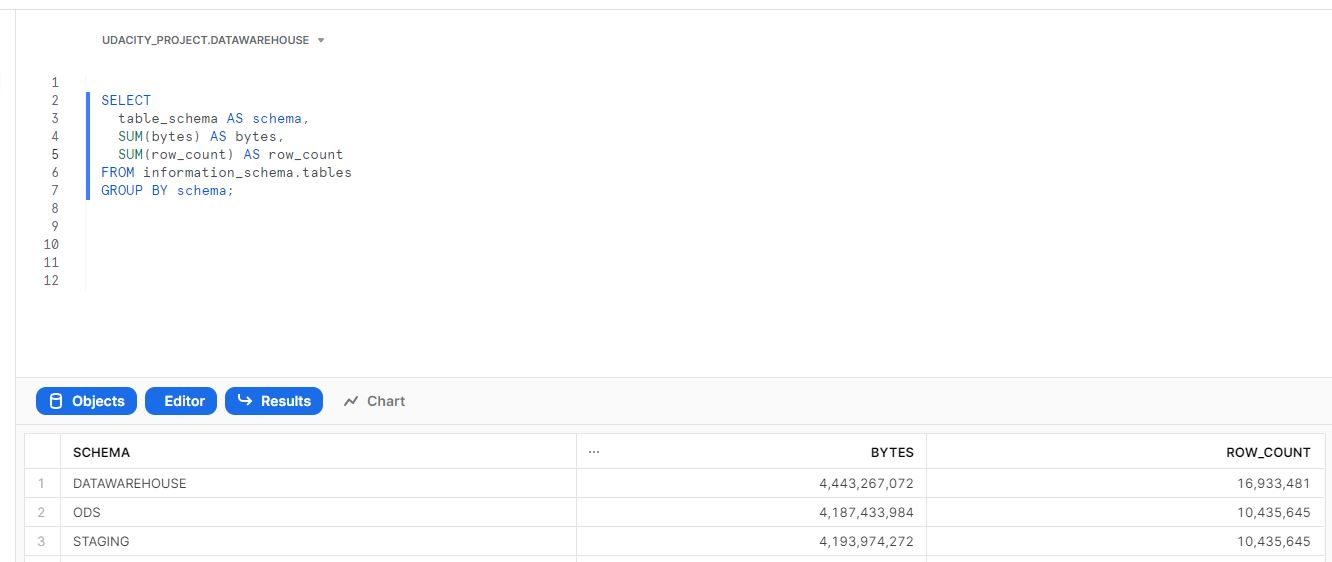 UDACITY_PROJECT.DATAWAREHOUSE
1
2 SELECT
3 table_schema AS schema,
4 SUM(bytes) AS bytes,
5 SUM(row_count) AS row_count
6 FROM information_schema.tables
7 GROUP BY schema;
8
9
10
11
12
Objects Editor Results Chart
SCHEMA ... BYTES ROW_COUNT
1 DATAWAREHOUSE 4,443,267,072 16,933,481
2 ODS 4,187,433,984 10,435,645
3 STAGING 4,193,974,272 10,435,645